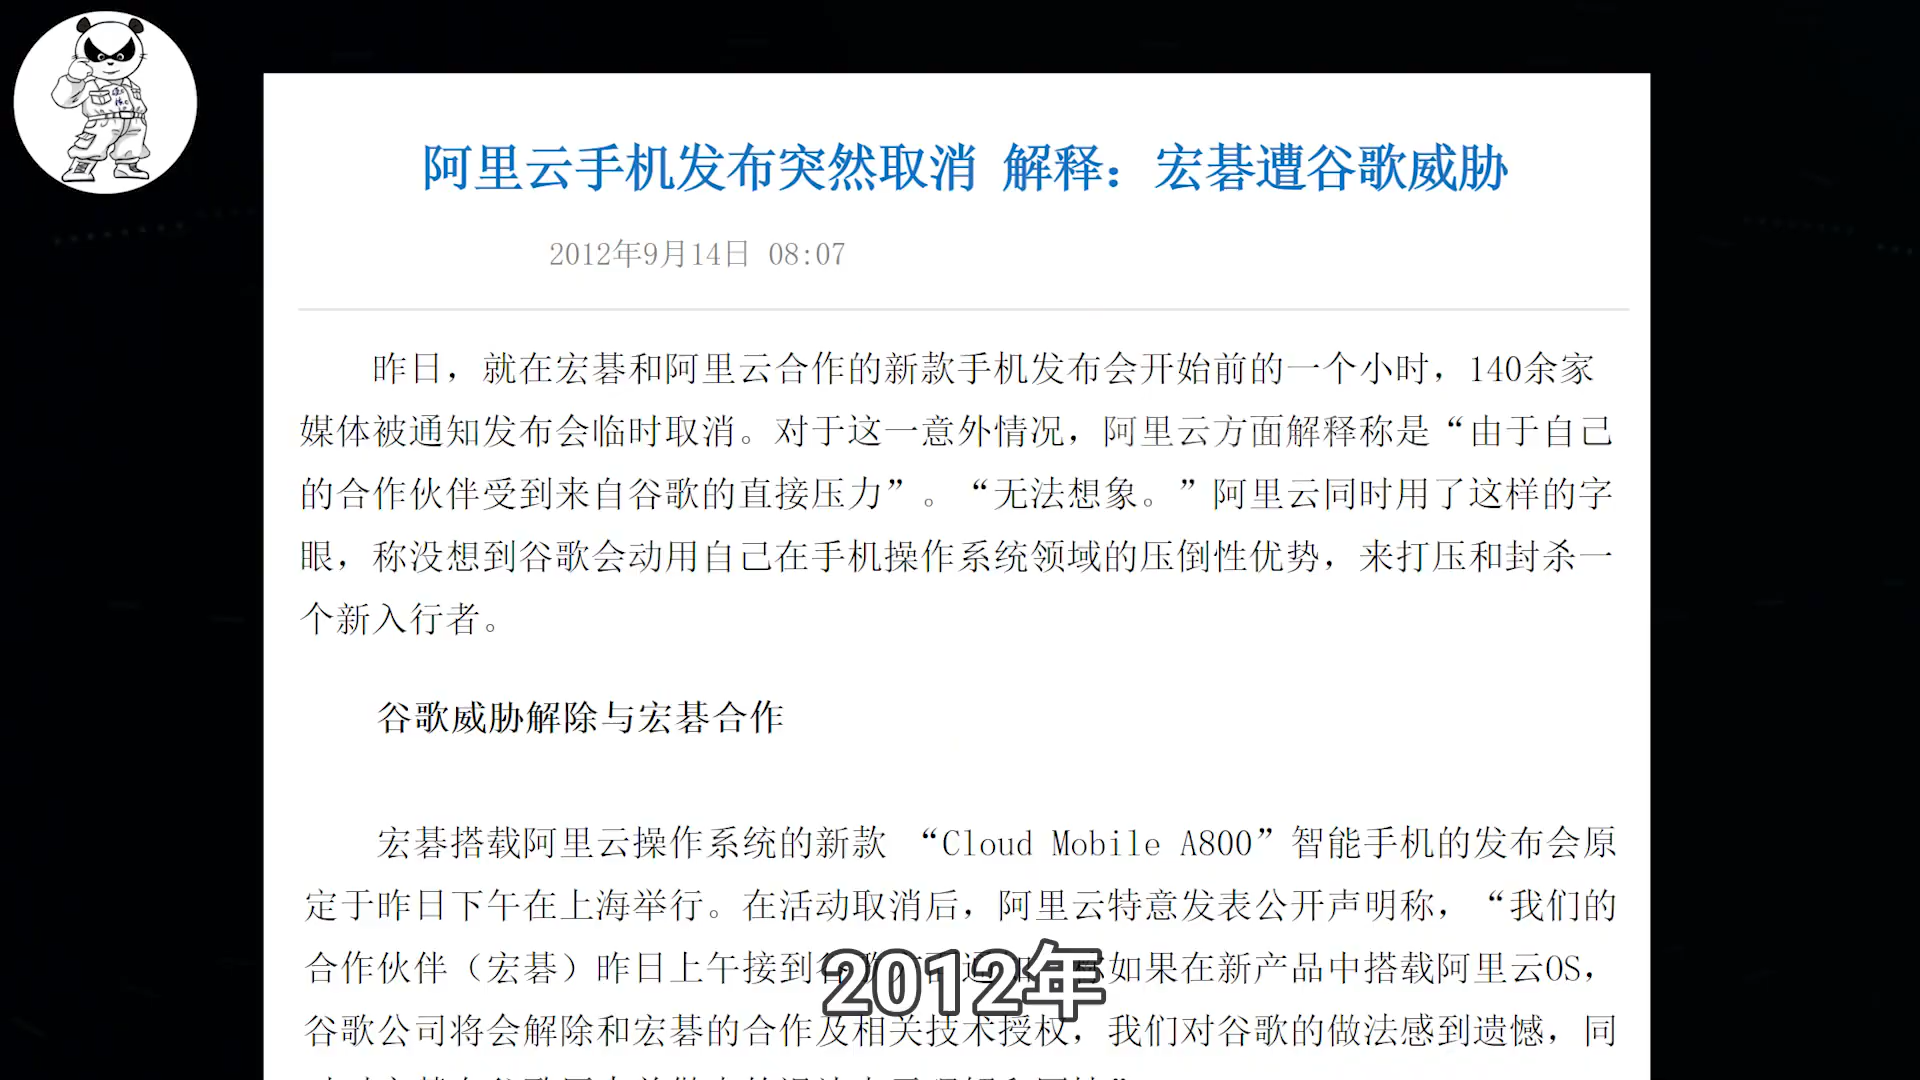 阿里云手机发布突然取消 解释：宏碁遭谷歌威胁
2012年9月14日 08:07
昨日，就在宏碁和阿里云合作的新款手机发布会开始前的一个小时，140余家
媒体被通知发布会临时取消。对于这一意外情况，阿里云方面解释称是“由于自己
的合作伙伴受到来自谷歌的直接压力”。“无法想象。”阿里云同时用了这样的字
眼，称没想到谷歌会动用自己在手机操作系统领域的压倒性优势，来打压和封杀一
个新入行者。
谷歌威胁解除与宏碁合作
宏碁搭载阿里云操作系统的新款 “Cloud Mobile A800”智能手机的发布会原
定于昨日下午在上海举行。在活动取消后，阿里云特意发表公开声明称，“我们的
合作伙伴（宏碁）昨日上午接到 如果在新产品中搭载阿里云OS，
2012年
谷歌公司将会解除和宏碁的合作及相关技术授权，我们对谷歌的做法感到遗憾，同